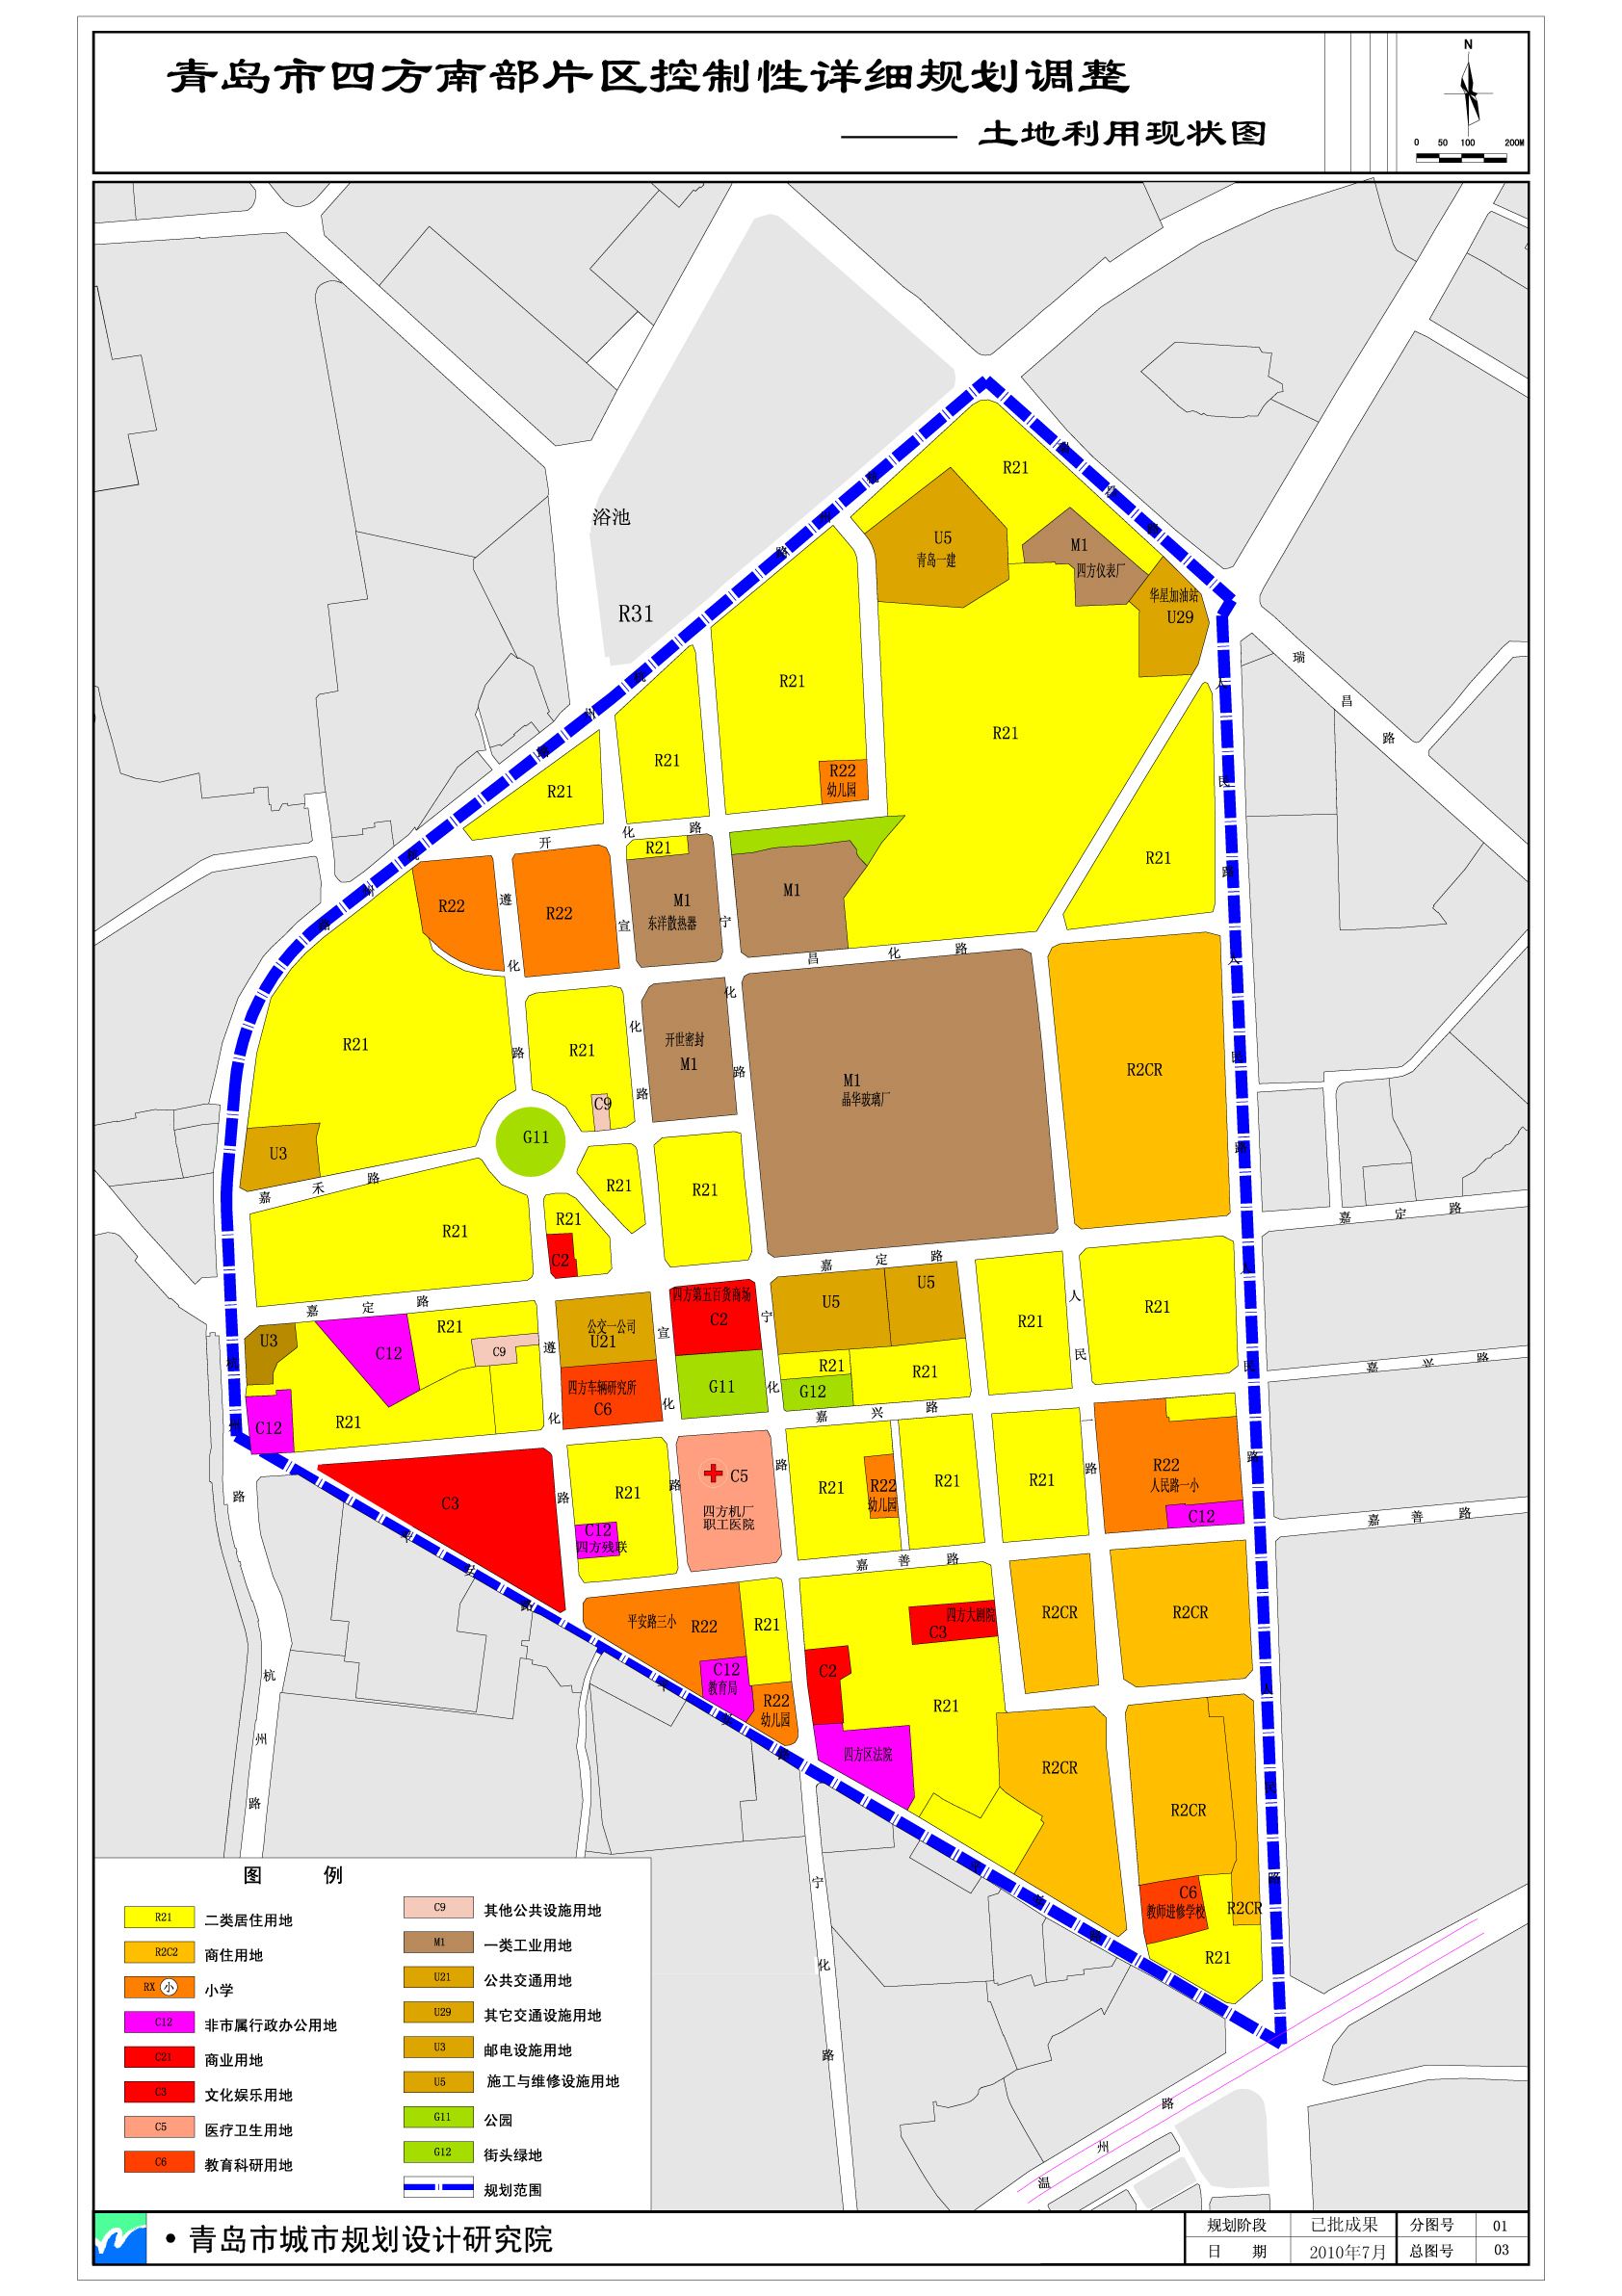 青岛市四方南部片区控制性详细规划调整
——土地利用现状图
N
0 50 100 200M
浴池
R31
R21
U5
青岛一建
M1
四方仪表厂
华星加油站
U29
瑞昌路
R21
R21
R21
R21
R22
幼儿园
R21
开化路
R21
R22
R22
M1
东洋散热器
M1
昌化路
遵化路
宣化路
宁化路
R21
R21
C9
开世密封
M1
M1
晶华玻璃厂
R2CR
人民路
G11
U3
嘉禾路
R21
R21
R21
C2
R21
嘉定路
嘉定路
嘉定路
U3
C12
R21
C9
公交一公司
U21
四方第五百货商场
C2
U5
U5
R21
R21
四方车辆研究所
C6
G11
R21
R21
G12
嘉兴路
嘉兴路
遵化路
宣化路
宁化路
人民路
C12
R21
C3
R21
C12
四方残联
C5
四方机厂
职工医院
R21
R22
幼儿园
R21
R21
R22
人民路一小
C12
嘉善路
嘉善路
平安路三小
R22
R21
C12
教育局
R22
幼儿园
四方大剧院
C3
C2
R21
四方区法院
R2CR
R2CR
R2CR
R2CR
C6
教师进修学校
R2CR
R21
杭州路
宁化路
温州路
图 例
R21 二类居住用地
R2C2 商住用地
RX 小 小学
C12 非市属行政办公用地
C21 商业用地
C3 文化娱乐用地
C5 医疗卫生用地
C6 教育科研用地
C9 其他公共设施用地
M1 一类工业用地
U21 公共交通用地
U29 其它交通设施用地
U3 邮电设施用地
U5 施工与维修设施用地
G11 公园
G12 街头绿地
规划范围
·青岛市城市规划设计研究院
规划阶段 已批成果 分图号 01
日 期 2010年7月 总图号 03